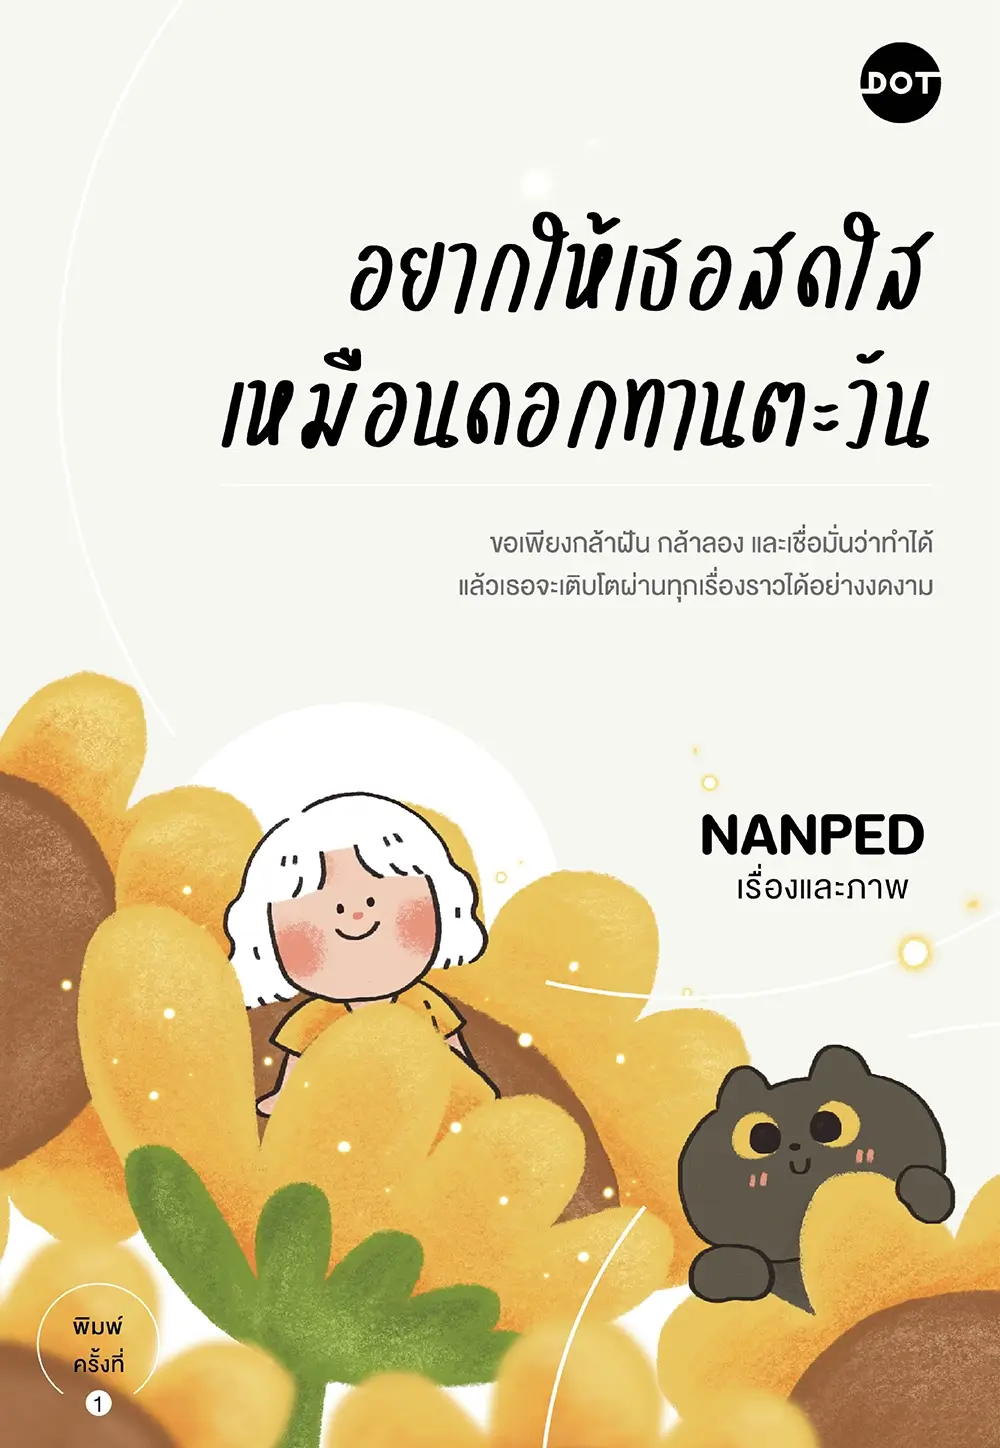 DOT
อยากให้เธอสดใส
เหมือนดอกทานตะวัน
ขอเพียงกล้าฝัน กล้าลอง และเชื่อมั่นว่าทำได้
แล้วเธอจะเติบโตผ่านทุกเรื่องราวได้อย่างงดงาม
NANPED
เรื่องและภาพ
พิมพ์
ครั้งที่
1